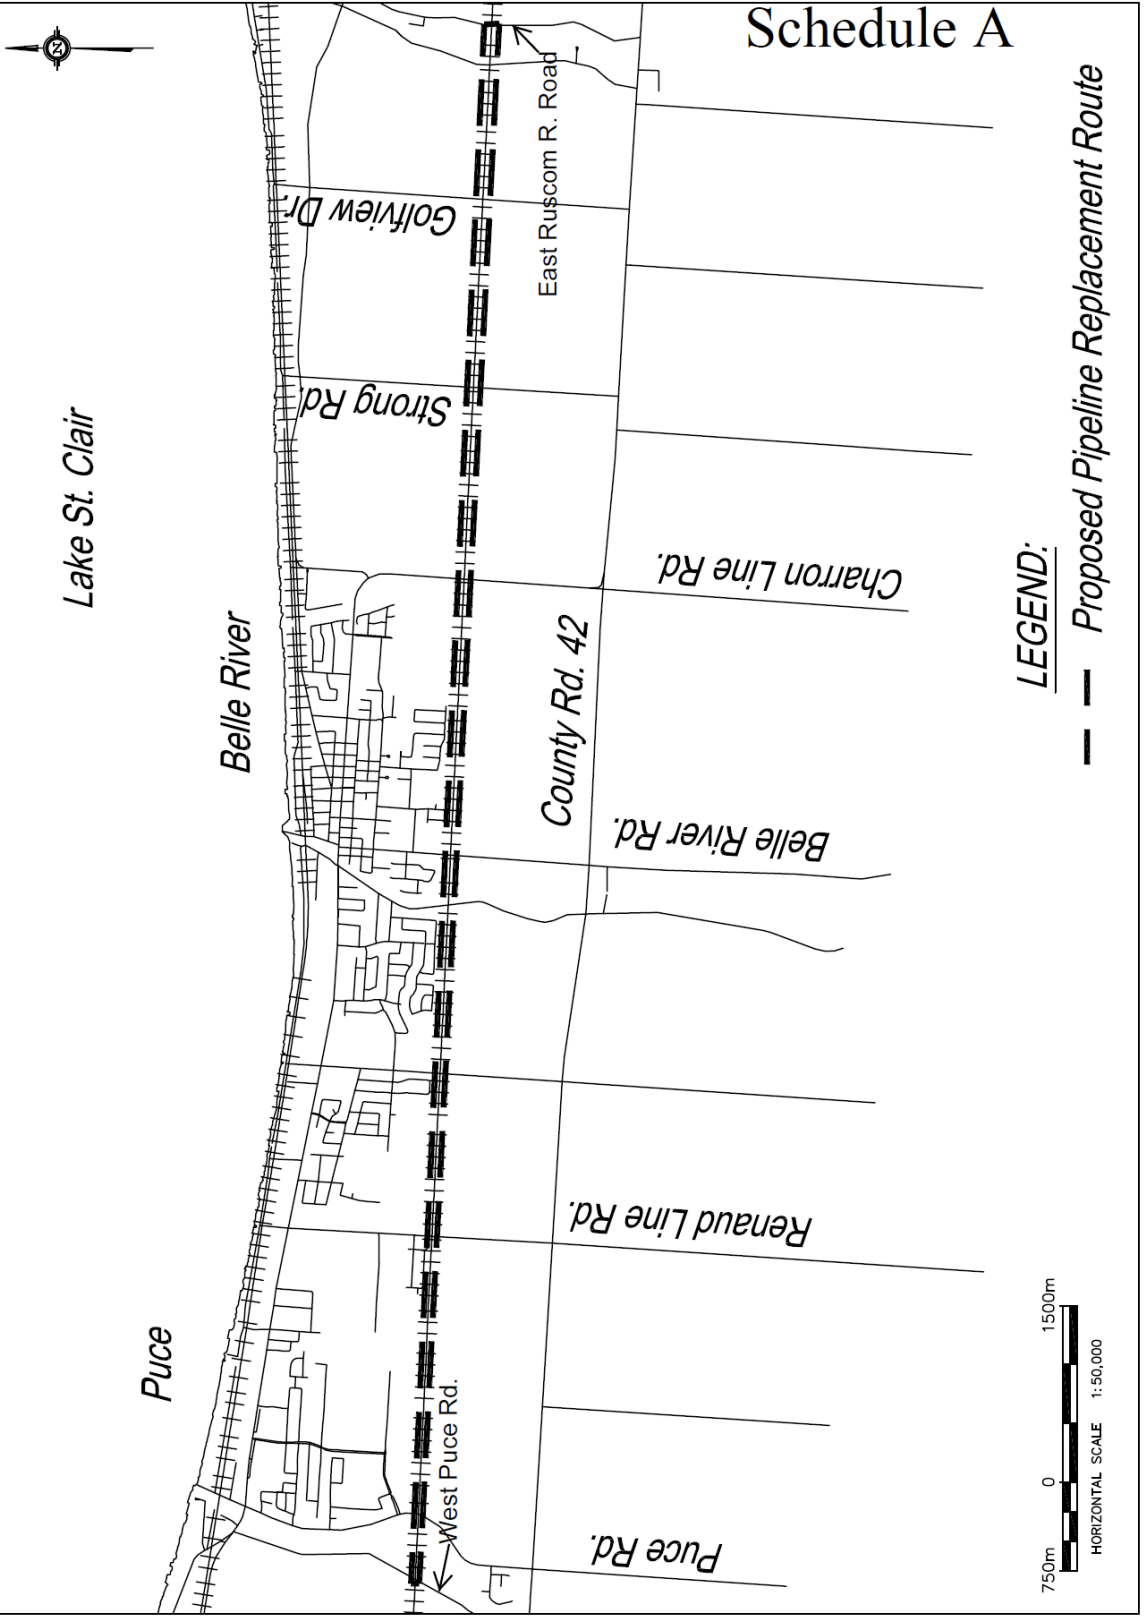 Schedule A
N
Lake St. Clair
Puce
Belle River
Golfview Dr.
Strong Rd.
East Ruscom R. Road
Charron Line Rd.
County Rd. 42
Belle River Rd.
Renaud Line Rd.
West Puce Rd.
Puce Rd.
LEGEND:
Proposed Pipeline Replacement Route
750m 0 1500m
HORIZONTAL SCALE 1:50,000